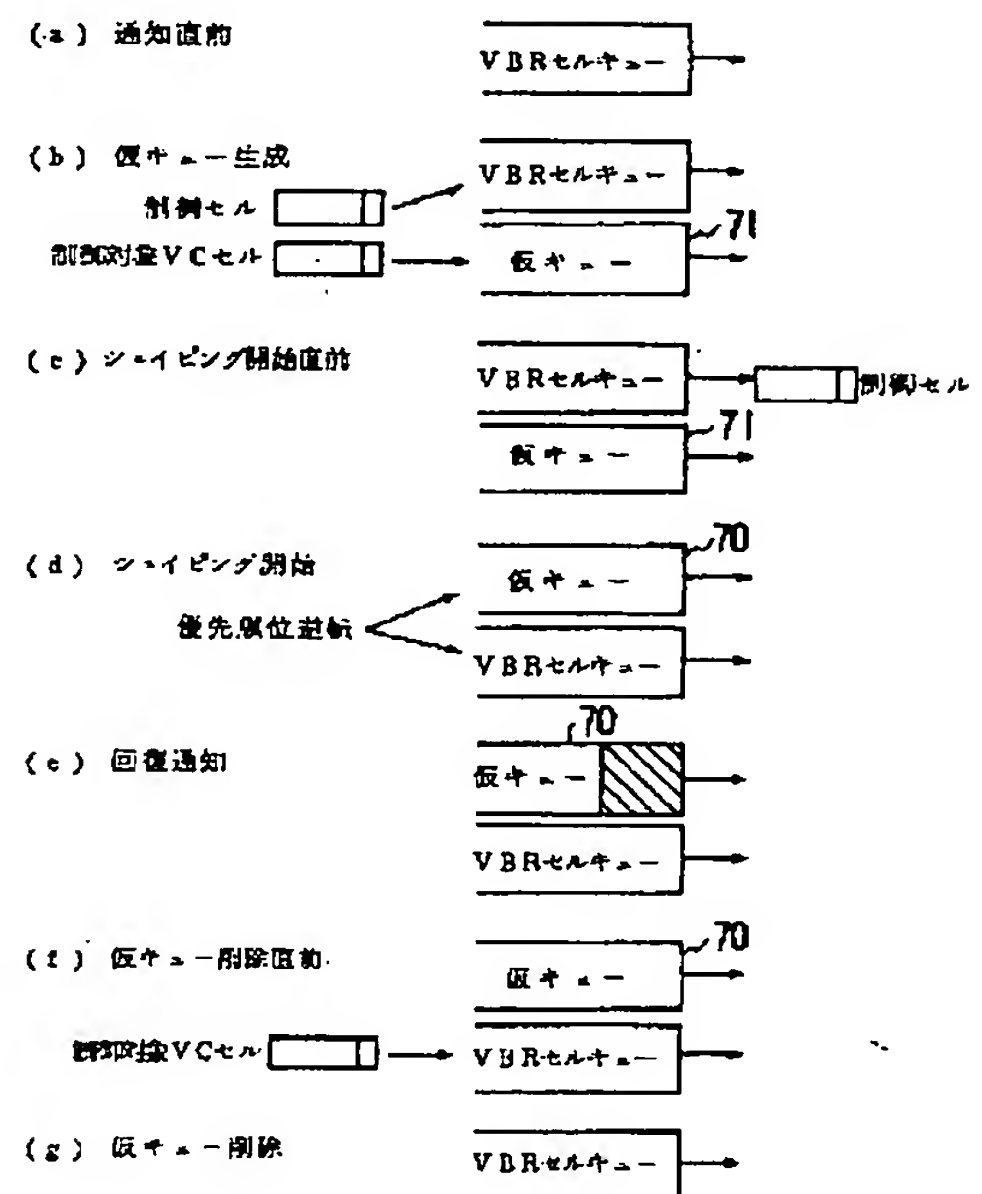 (a) 通知直前
VBRセルキュー
(b) 仮キュー生成
VBRセルキュー
制御セル
71
制御対象VCセル
仮キュー
(c) シェイピング開始直前
VBRセルキュー
制御セル
71
仮キュー
(d) シェイピング開始
70
仮キュー
優先順位逆転
VBRセルキュー
70
(e) 回復通知
仮キュー
VBRセルキュー
70
(f) 仮キュー削除直前
仮キュー
制御対象VCセル
VBRセルキュー
(g) 仮キュー削除
VBRセルキュー